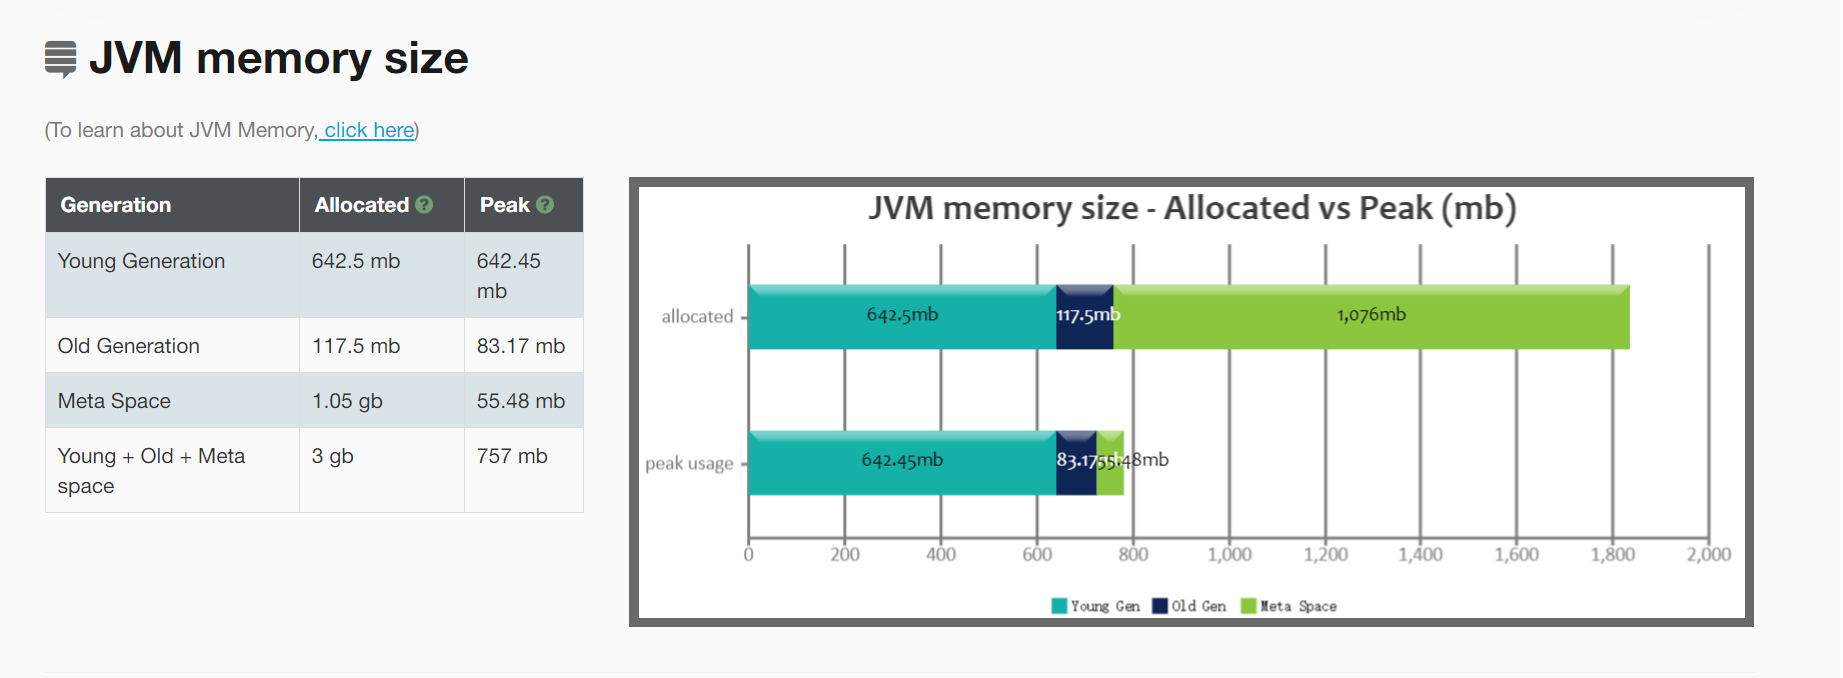 JVM memory size
(To learn about JVM Memory, click here)
Generation Allocated ? Peak ?
Young Generation 642.5 mb 642.45
mb
Old Generation 117.5 mb 83.17 mb
Meta Space 1.05 gb 55.48 mb
Young + Old + Meta 3 gb 757 mb
space
JVM memory size - Allocated vs Peak (mb)
allocated 642.5mb 117.5mb 1,076mb
peak usage 642.45mb 83.17mb 55.48mb
0 200 400 600 800 1,000 1,200 1,400 1,600 1,800 2,000
Young Gen Old Gen Meta Space